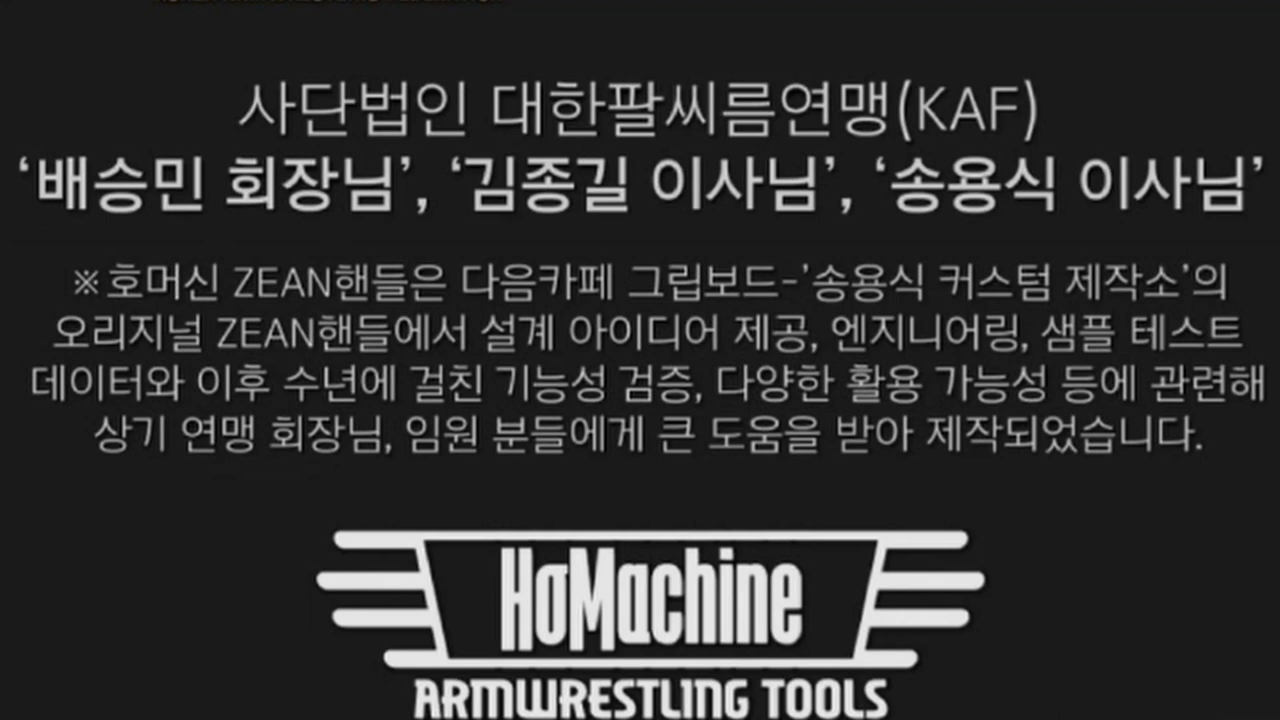 사단법인 대한팔씨름연맹(KAF)
‘배승민 회장님’, ‘김종길 이사님’, ‘송용식 이사님’
※호머신 ZEAN핸들은 다음카페 그립보드-’송용식 커스텀 제작소’의
오리지널 ZEAN핸들에서 설계 아이디어 제공, 엔지니어링, 샘플 테스트
데이터와 이후 수년에 걸친 기능성 검증, 다양한 활용 가능성 등에 관련해
상기 연맹 회장님, 임원 분들에게 큰 도움을 받아 제작되었습니다.
HoMachine
ARMWRESTLING TOOLS